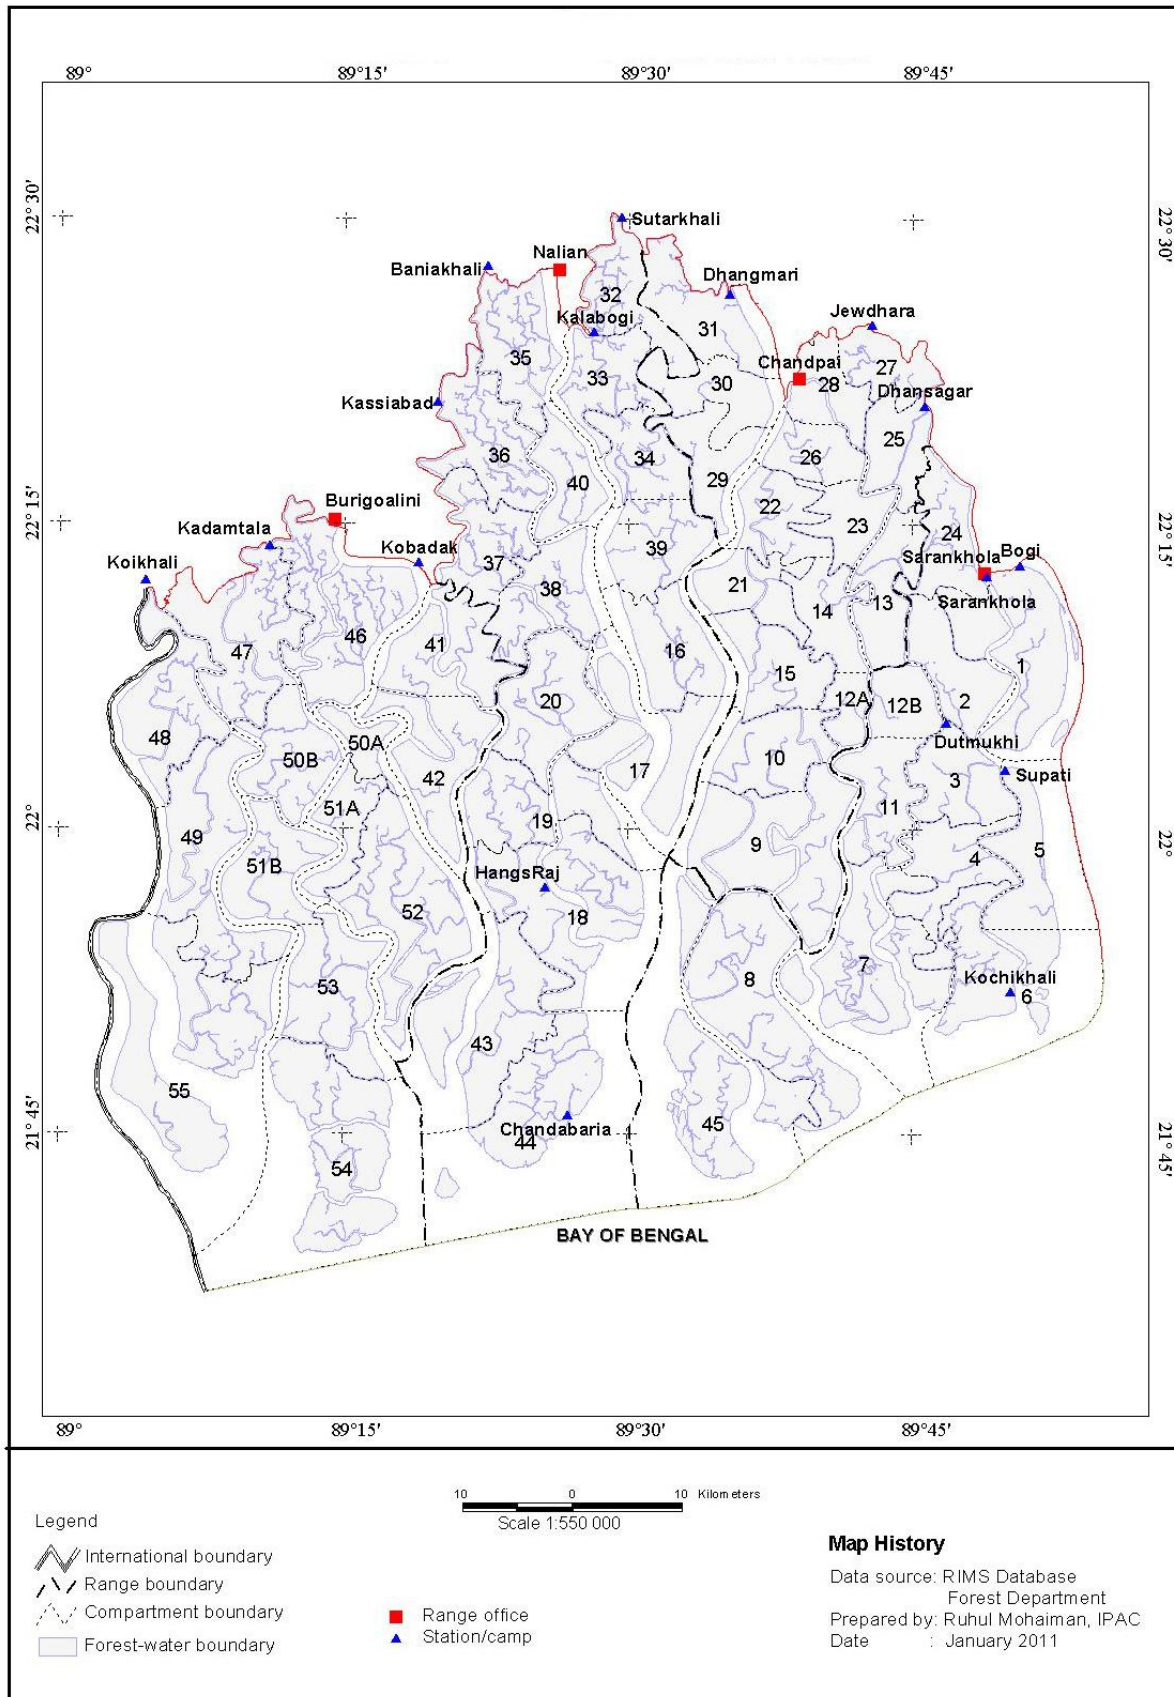 89° 89°15' 89°30' 89°45'
22°30' 22°30'
Sutarkhali
Nalian
Baniakhali
Dhangmari
32
Jewdhara
Kalabogi
31
35
Chandpai
27
33
30
28
Kassiabad
Dhansagar
25
36
34
26
40
29
22
Burigoalini
22°15' 22°15'
23
24
Kadamtala
39
Sarankhola
Bogi
Koikhali
Kobadak
37
38
21
14
13
Sarankhola
46
41
47
16
1
15
20
12A
12B
2
48
50A
Dutmukhi
50B
42
17
10
3
Supati
51A
11
22° 22°
49
19
9
51B
4
5
HangsRaj
52
18
7
8
53
Kochikhali
6
43
55
Chandabaria
45
44
21°45' 21°45'
54
BAY OF BENGAL
89° 89°15' 89°30' 89°45'
10 0 10 Kilometers
Scale 1:550 000
Legend
International boundary
Range boundary
Compartment boundary
Forest-water boundary
Range office
Station/camp
Map History
Data source: RIMS Database
Forest Department
Prepared by: Ruhul Mohaiman, IPAC
Date : January 2011